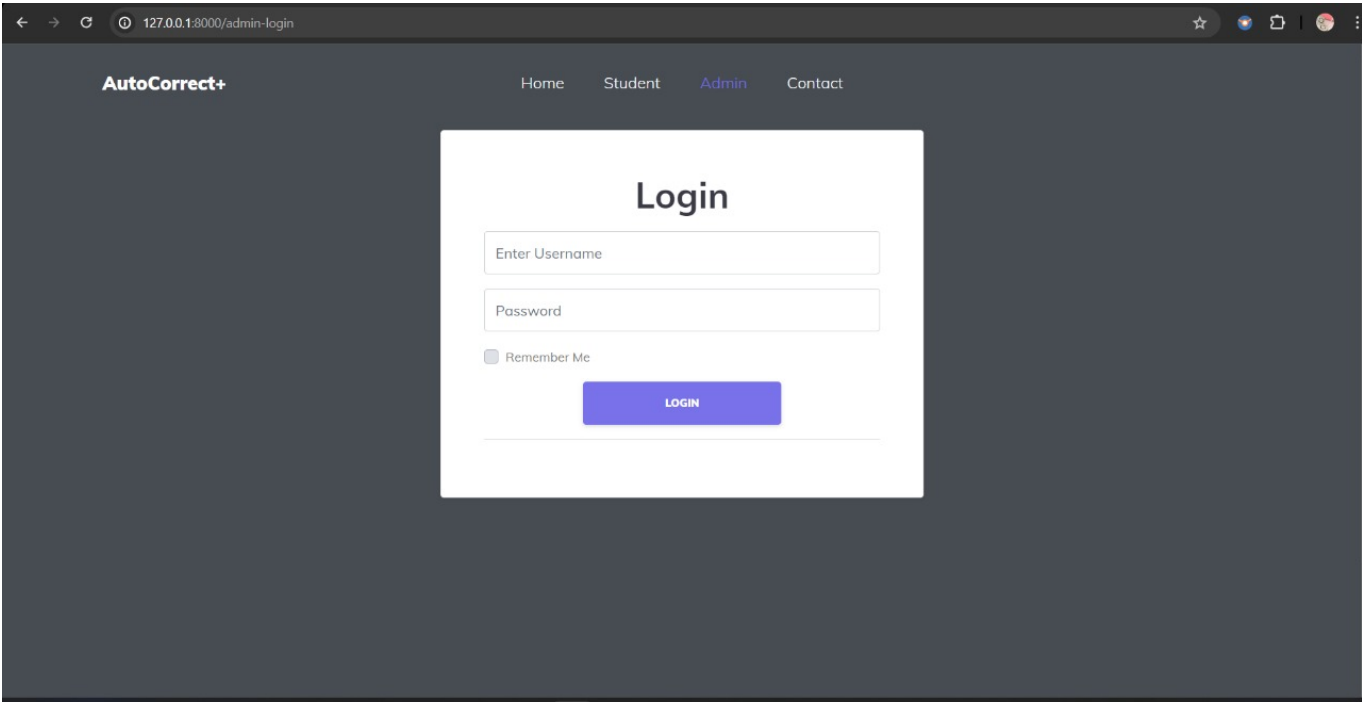 127.0.0.1:8000/admin-login
AutoCorrect+ Home Student Admin Contact
Login
Enter Username
Password
Remember Me
LOGIN